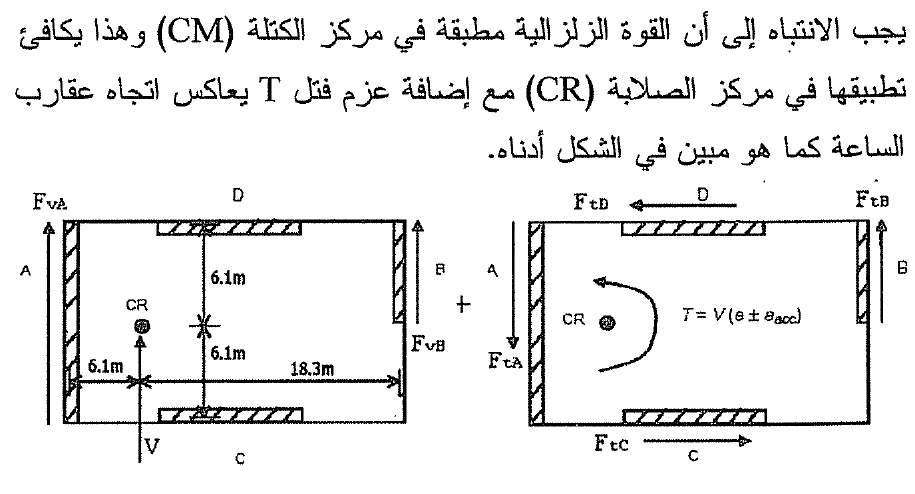 يجب الانتباه إلى أن القوة الزلزالية مطبقة في مركز الكتلة (CM) وهذا يكافئ
تطبيقها في مركز الصلابة (CR) مع إضافة عزم فتل T يعاكس اتجاه عقارب
الساعة كما هو مبين في الشكل أدناه.
FvA
D
A
6.1m
B
CR
FvB
6.1m
6.1m
18.3m
V
C
+
FtD
D
FtB
A
B
CR
T = V(e ± eacc)
FtA
FtC
C